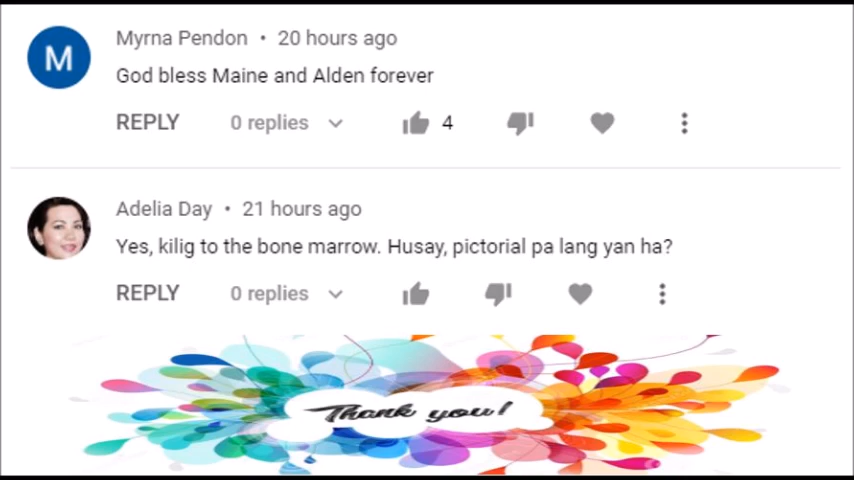 M
Myrna Pendon • 20 hours ago
God bless Maine and Alden forever
REPLY 0 replies 4
Adelia Day • 21 hours ago
Yes, kilig to the bone marrow. Husay, pictorial pa lang yan ha?
REPLY 0 replies
Thank you!